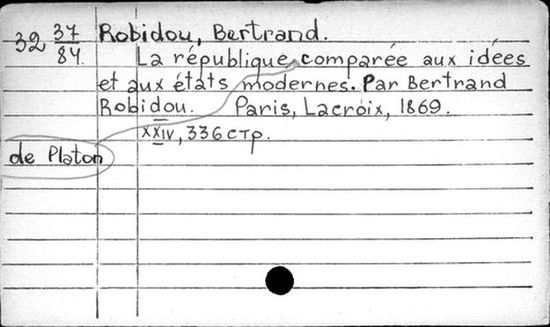 32 37 Robidou, Bertrand.
84. La république comparée aux idées
et aux états modernes. Par Bertrand
Robidou. Paris, Lacroix, 1869.
XXIV, 336 стр.
de Platon